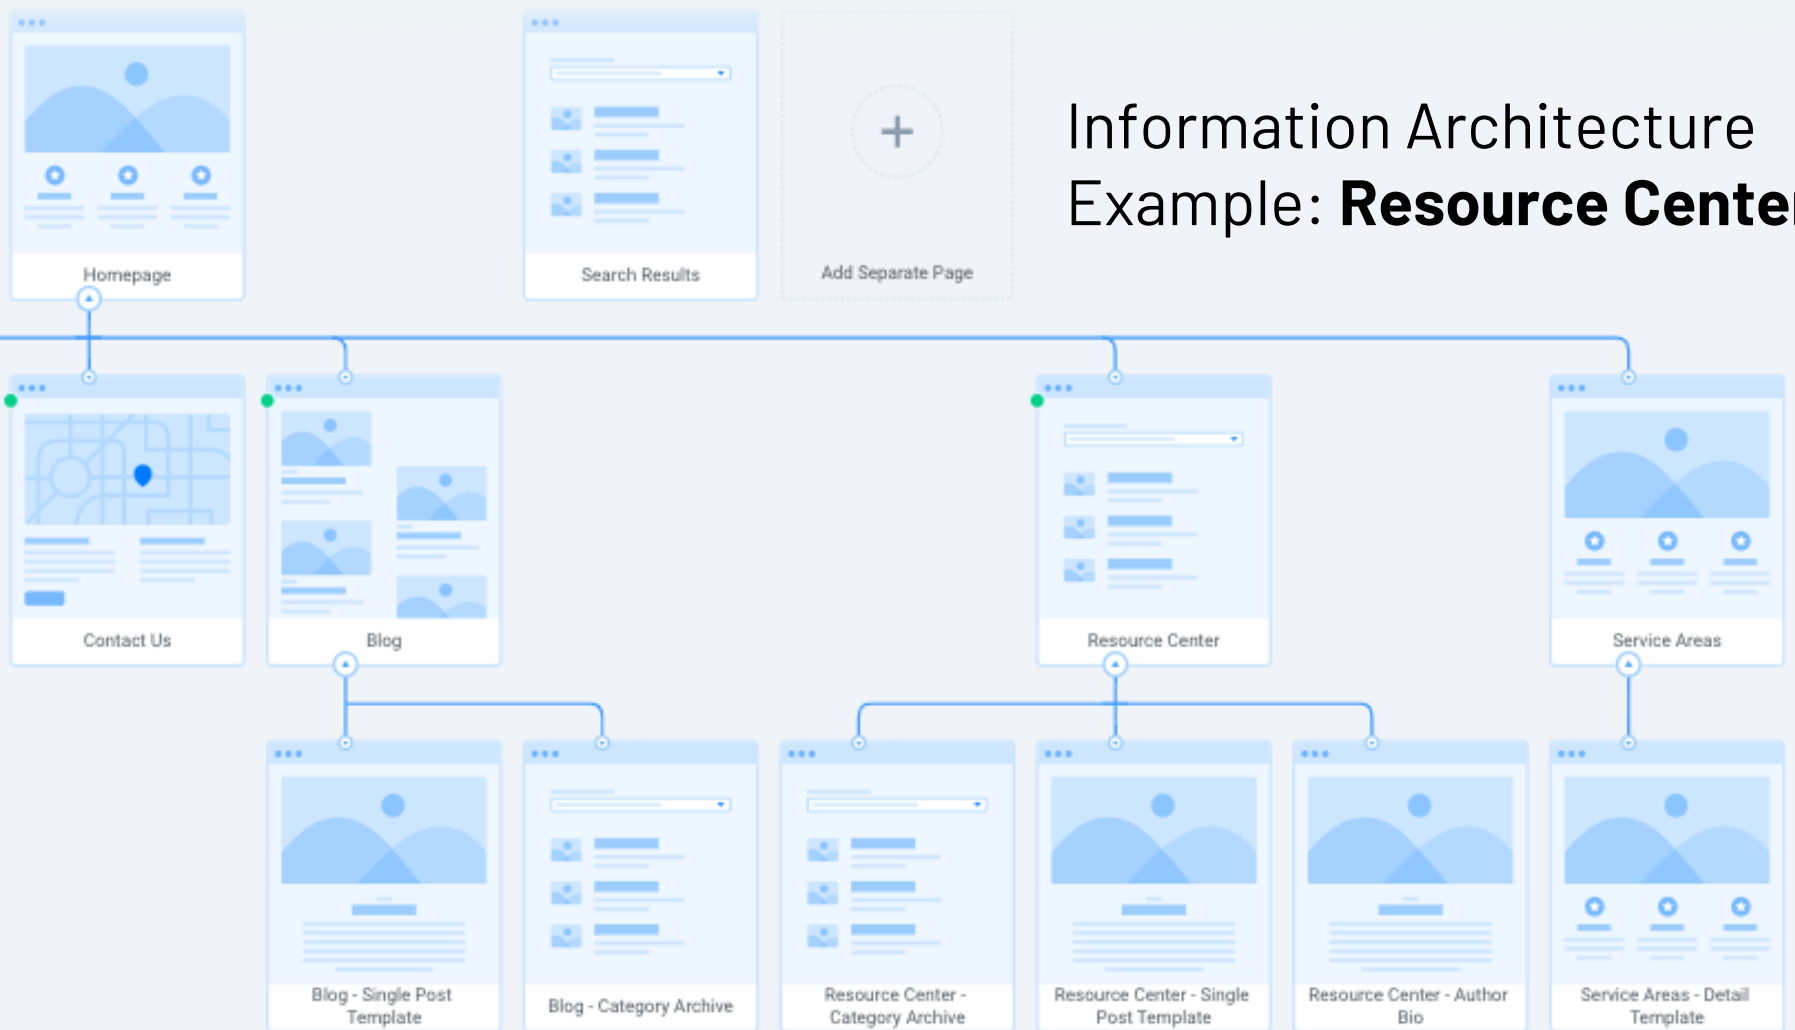 Information Architecture
Example: Resource Center
Homepage
Search Results
Add Separate Page
Contact Us
Blog
Resource Center
Service Areas
Blog - Single Post
Template
Blog - Category Archive
Resource Center -
Category Archive
Resource Center - Single
Post Template
Resource Center - Author
Bio
Service Areas - Detail
Template